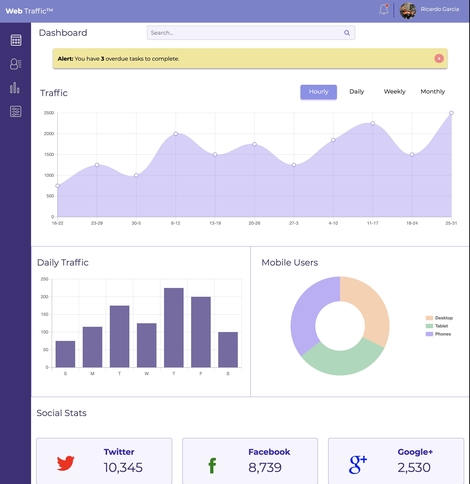 Web Traffic™
Ricardo Garcia
Dashboard
Search...
Alert: You have 3 overdue tasks to complete.
x
Traffic
Hourly Daily Weekly Monthly
2500
2000
1500
1000
500
0
16-22 23-29 30-5 6-12 13-19 20-26 27-3 4-10 11-17 18-24 25-31
Daily Traffic
250
200
150
100
50
0
S M T W T F S
Mobile Users
Desktop
Tablet
Phones
Social Stats
Twitter
10,345
f
Facebook
8,739
g+
Google+
2,530